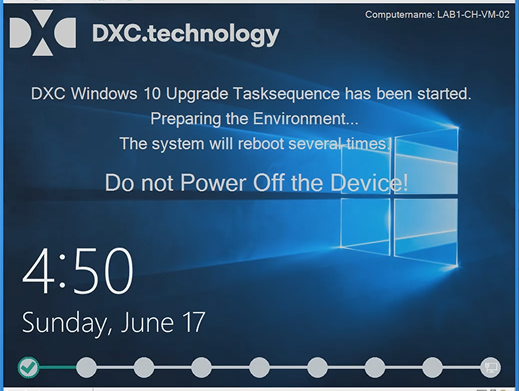 Computername: LAB1-CH-VM-02
DXC.technology
DXC Windows 10 Upgrade Tasksequence has been started.
Preparing the Environment...
The system will reboot several times!
Do not Power Off the Device!
4:50
Sunday, June 17